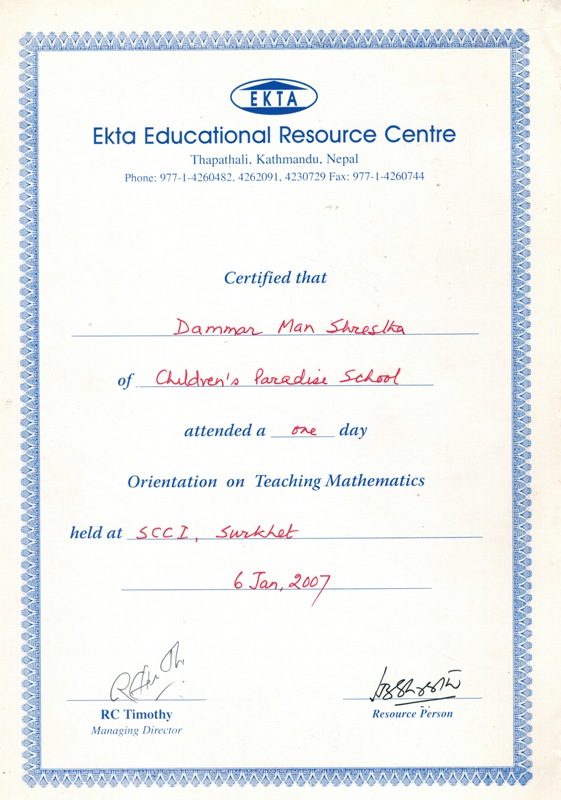 EKTA
Ekta Educational Resource Centre
Thapathali, Kathmandu, Nepal
Phone: 977-1-4260482, 4262091, 4230729 Fax: 977-1-4260744
Certified that
Dammar Man Shrestha
of Children's Paradise School
attended a one day
Orientation on Teaching Mathematics
held at SCCI, Surkhet
6 Jan, 2007
RC Timothy
Managing Director
Resource Person